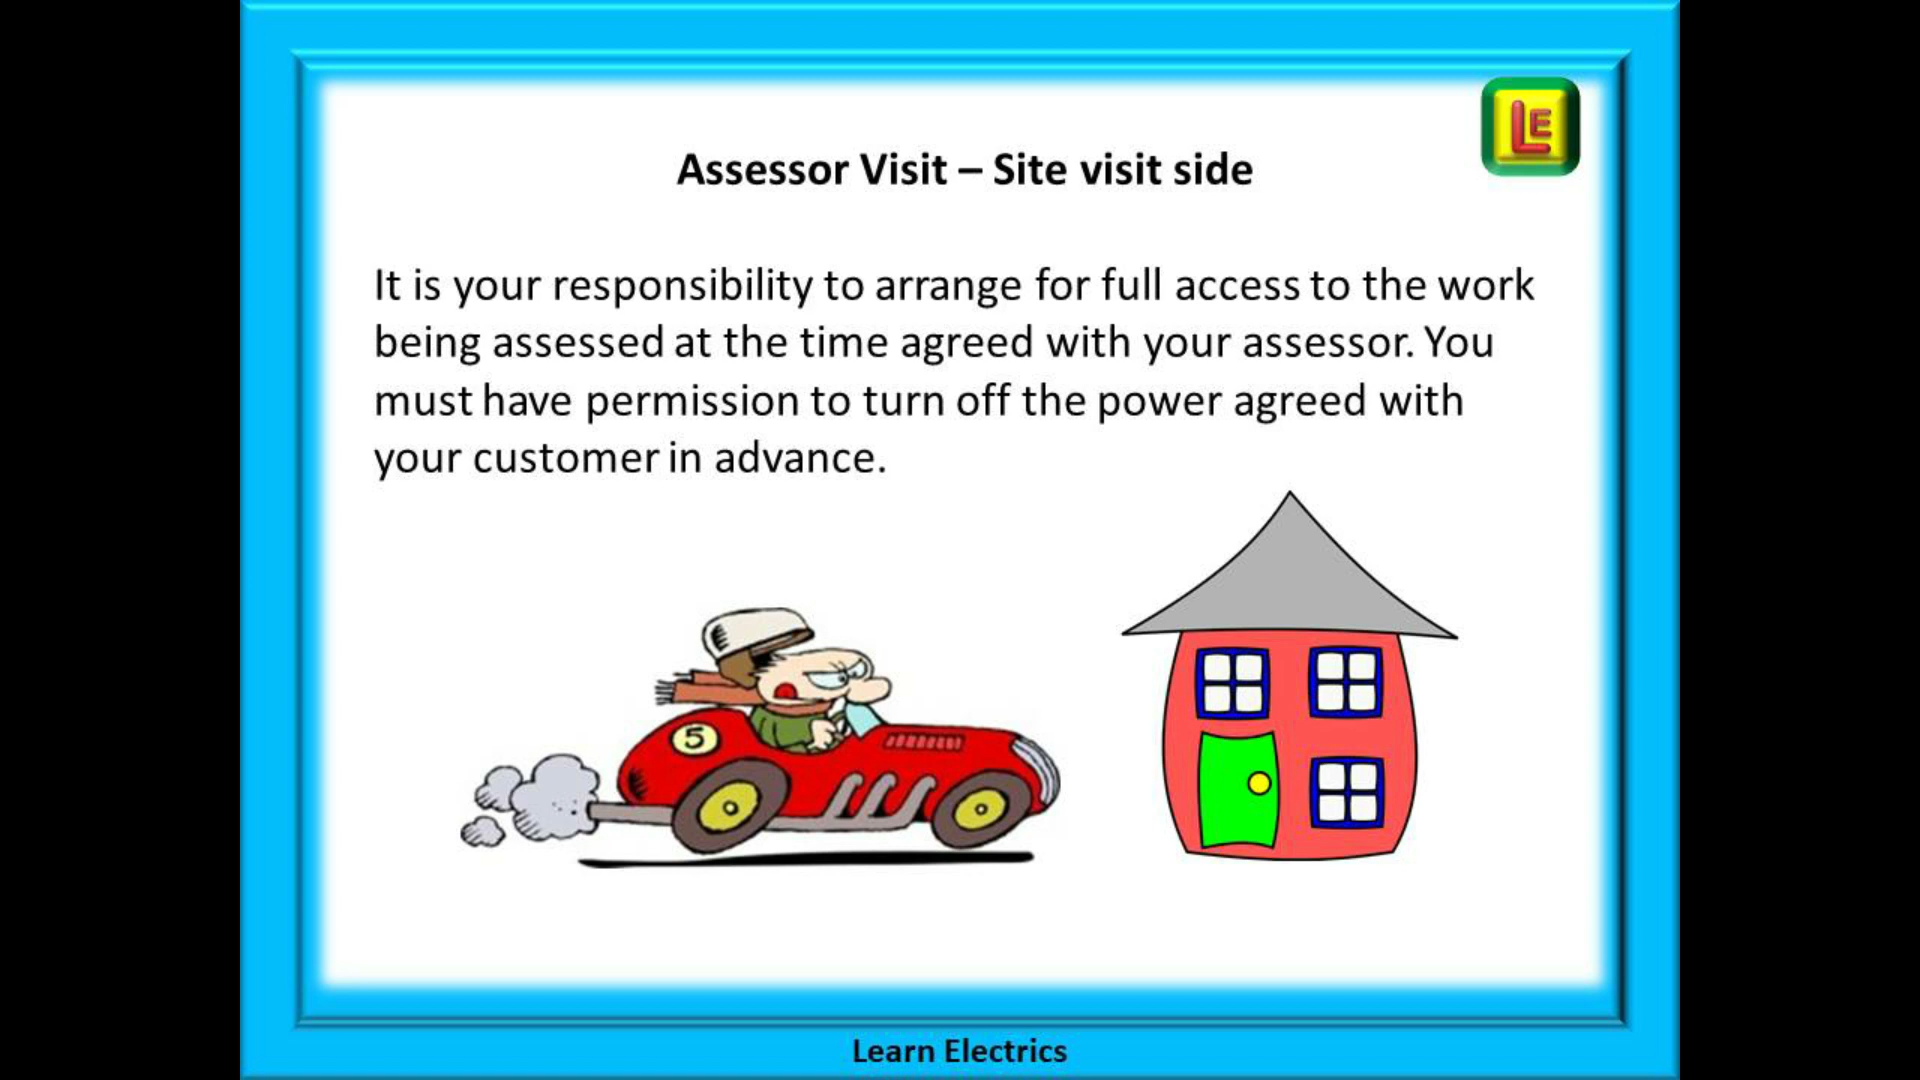 LE
Assessor Visit – Site visit side
It is your responsibility to arrange for full access to the work
being assessed at the time agreed with your assessor. You
must have permission to turn off the power agreed with
your customer in advance.
5
Learn Electrics